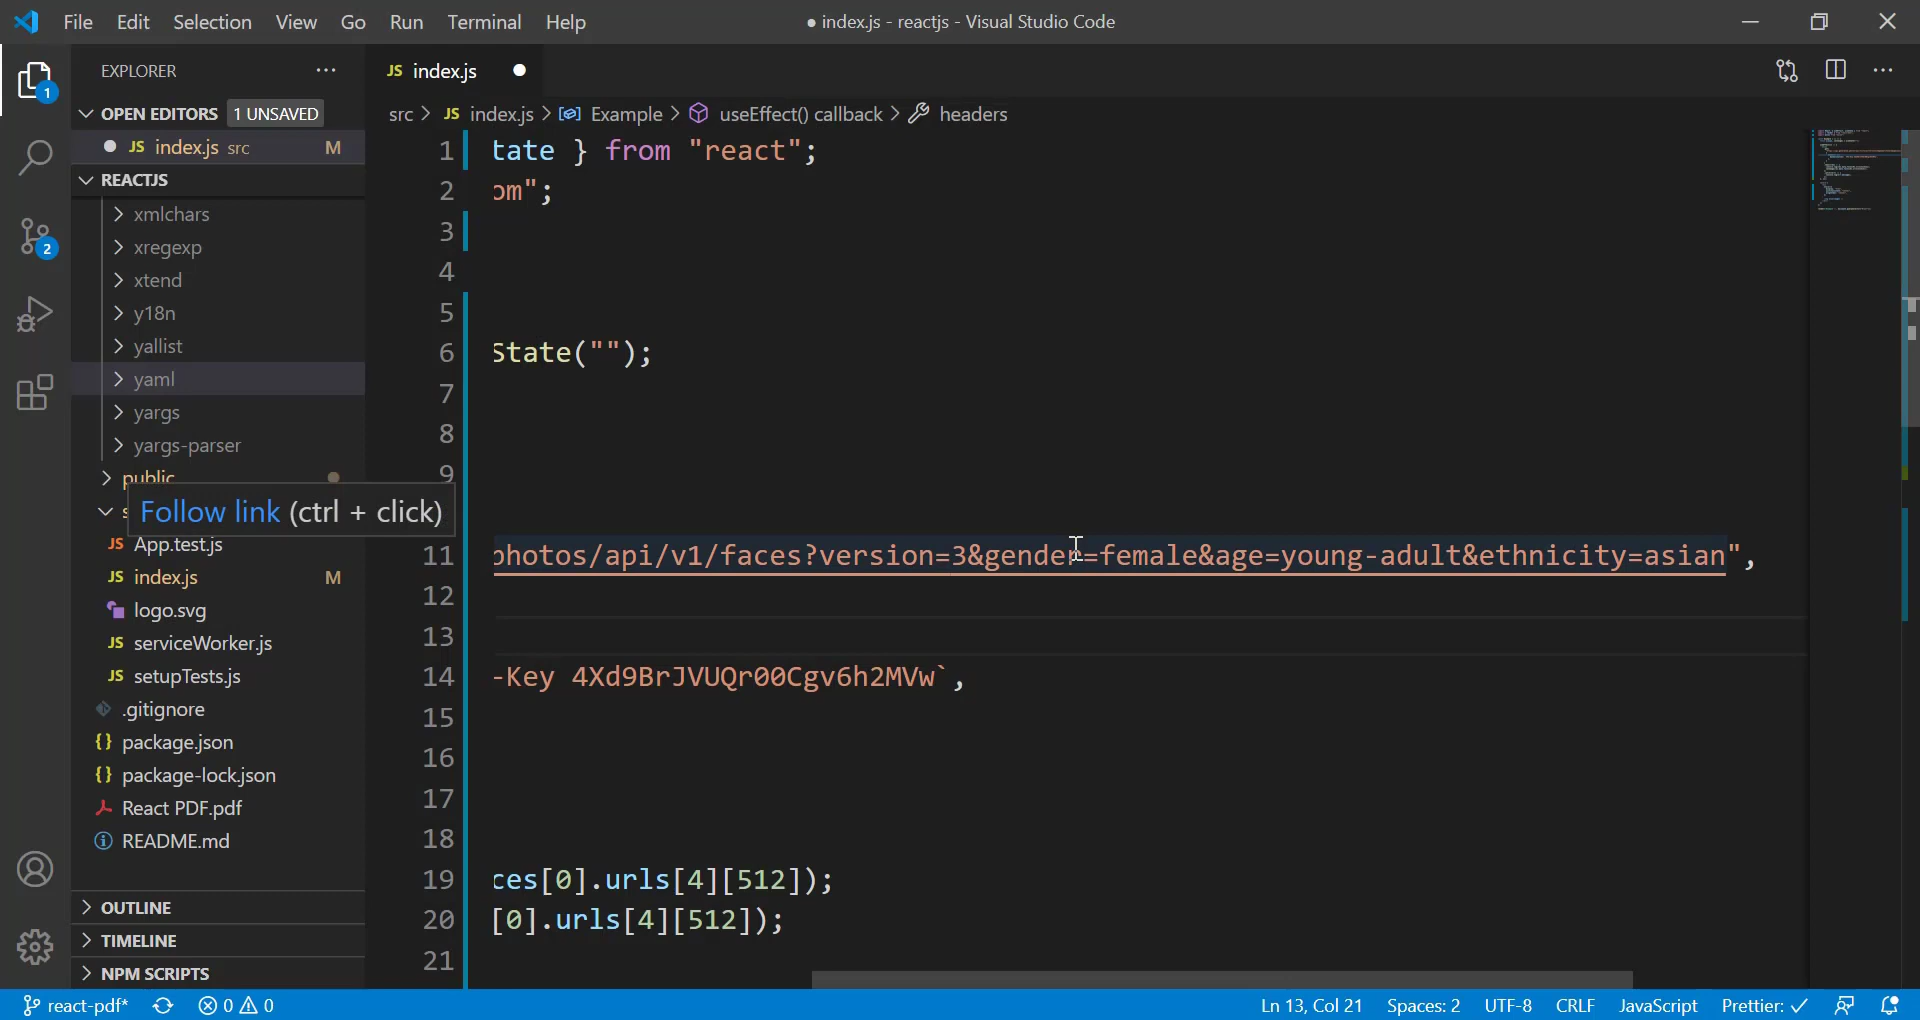 File Edit Selection View Go Run Terminal Help
● index.js - reactjs - Visual Studio Code
EXPLORER
JS index.js
OPEN EDITORS 1 UNSAVED
src > JS index.js > Example > useEffect() callback > headers
JS index.js src M
REACTJS
xmlchars
xregexp
xtend
y18n
yallist
yaml
yargs
yargs-parser
public
s
Follow link (ctrl + click)
JS App.test.js
JS index.js M
logo.svg
JS serviceWorker.js
JS setupTests.js
.gitignore
{} package.json
{} package-lock.json
React PDF.pdf
README.md
OUTLINE
TIMELINE
NPM SCRIPTS
1
2
1 tate } from "react";
2 om";
3
4
5
6 State("");
7
8
9
11 photos/api/v1/faces?version=3&gender=female&age=young-adult&ethnicity=asian",
12
13
14 -Key 4Xd9BrJVUQr00Cgv6h2MVw`,
15
16
17
18
19 ces[0].urls[4][512]);
20 [0].urls[4][512]);
21
react-pdf* 0 0 Ln 13, Col 21 Spaces: 2 UTF-8 CRLF JavaScript Prettier: ✓